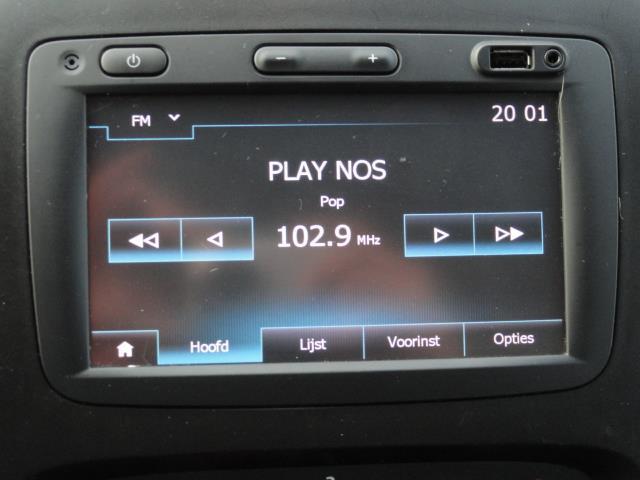 FM
20 01
PLAY NOS
Pop
102.9 MHz
Hoofd
Lijst
Voorinst
Opties